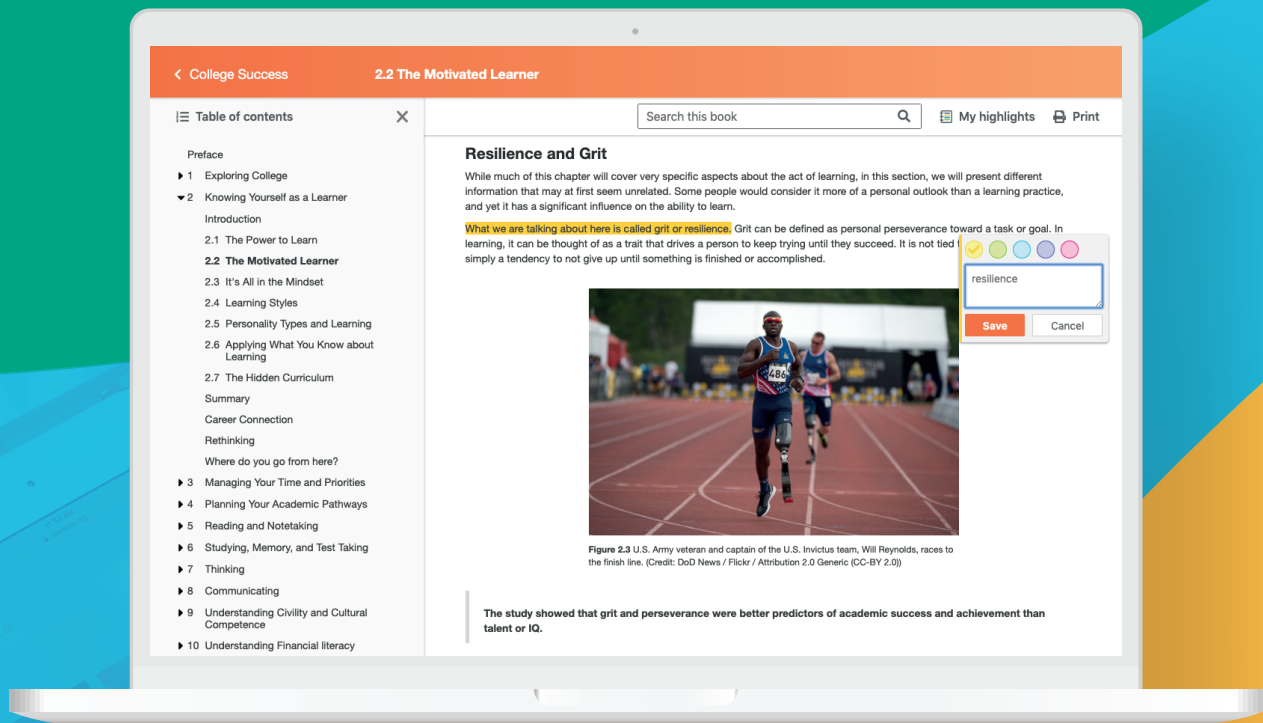 College Success
2.2 The Motivated Learner
Table of contents
Search this book
My highlights
Print
Preface
1 Exploring College
2 Knowing Yourself as a Learner
Introduction
2.1 The Power to Learn
2.2 The Motivated Learner
2.3 It's All in the Mindset
2.4 Learning Styles
2.5 Personality Types and Learning
2.6 Applying What You Know about
Learning
2.7 The Hidden Curriculum
Summary
Career Connection
Rethinking
Where do you go from here?
3 Managing Your Time and Priorities
4 Planning Your Academic Pathways
5 Reading and Notetaking
6 Studying, Memory, and Test Taking
7 Thinking
8 Communicating
9 Understanding Civility and Cultural
Competence
10 Understanding Financial literacy
Resilience and Grit
While much of this chapter will cover very specific aspects about the act of learning, in this section, we will present different
information that may at first seem unrelated. Some people would consider it more of a personal outlook than a learning practice,
and yet it has a significant influence on the ability to learn.
What we are talking about here is called grit or resilience. Grit can be defined as personal perseverance toward a task or goal. In
learning, it can be thought of as a trait that drives a person to keep trying until they succeed. It is not tied
simply a tendency to not give up until something is finished or accomplished.
resilience
Save
Cancel
486
Figure 2.3 U.S. Army veteran and captain of the U.S. Invictus team, Will Reynolds, races to
the finish line. (Credit: DoD News / Flickr / Attribution 2.0 Generic (CC-BY 2.0))
The study showed that grit and perseverance were better predictors of academic success and achievement than
talent or IQ.